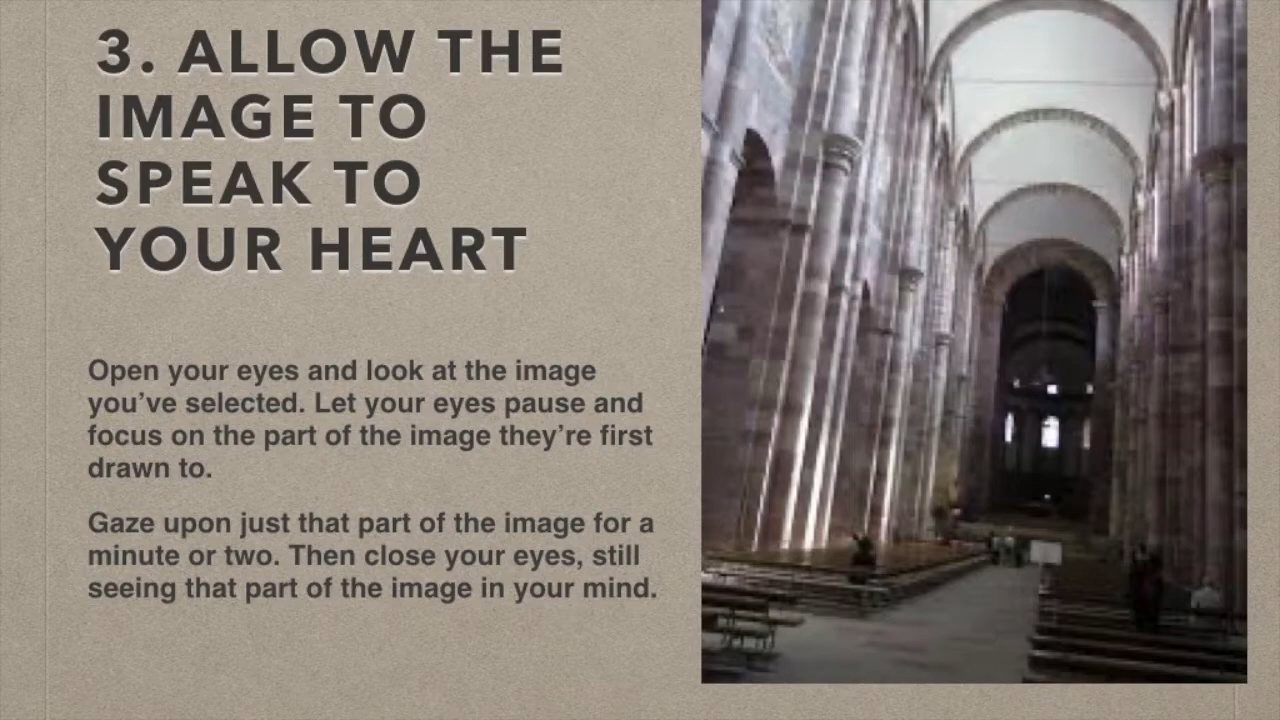 3. ALLOW THE
IMAGE TO
SPEAK TO
YOUR HEART
Open your eyes and look at the image
you’ve selected. Let your eyes pause and
focus on the part of the image they’re first
drawn to.
Gaze upon just that part of the image for a
minute or two. Then close your eyes, still
seeing that part of the image in your mind.